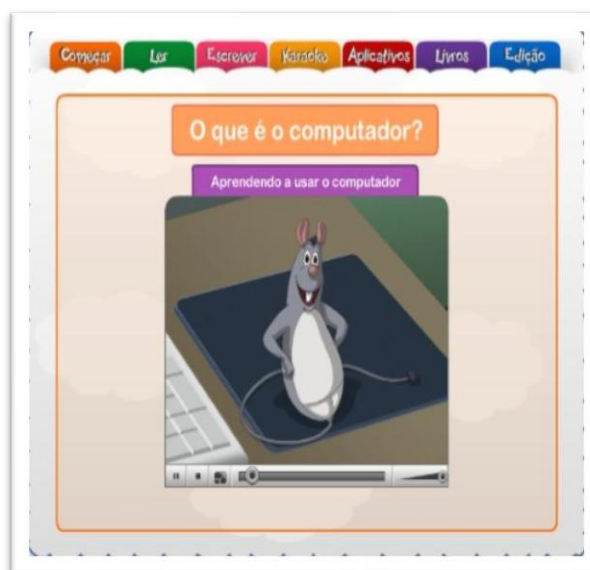 Começar Ler Escrever Karaokê Aplicativos Livros Edição
O que é o computador?
Aprendendo a usar o computador